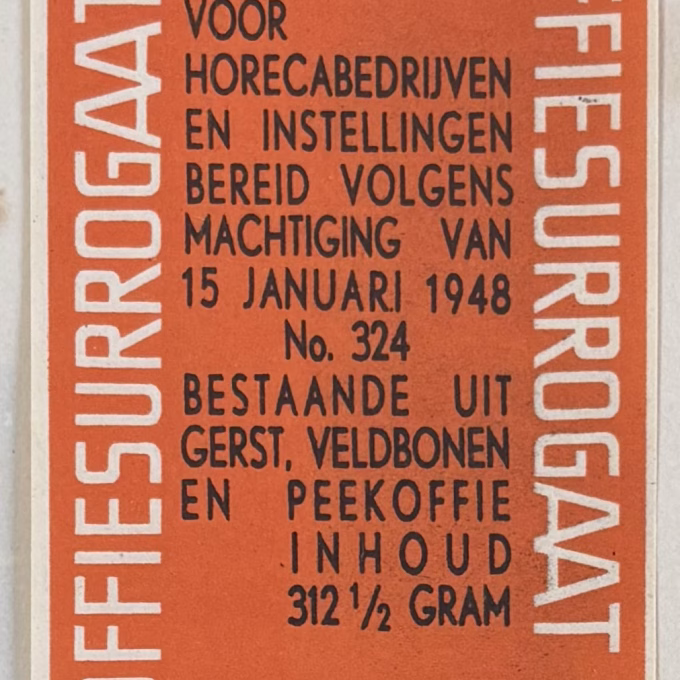 VOOR
HORECABEDRIJVEN
EN INSTELLINGEN
BEREID VOLGENS
MACHTIGING VAN
15 JANUARI 1948
No. 324
BESTAANDE UIT
GERST, VELDBONEN
EN PEEKOFFIE
INHOUD
312 ½ GRAM
OFFIESURROGAAT
FFIESURROGAAT